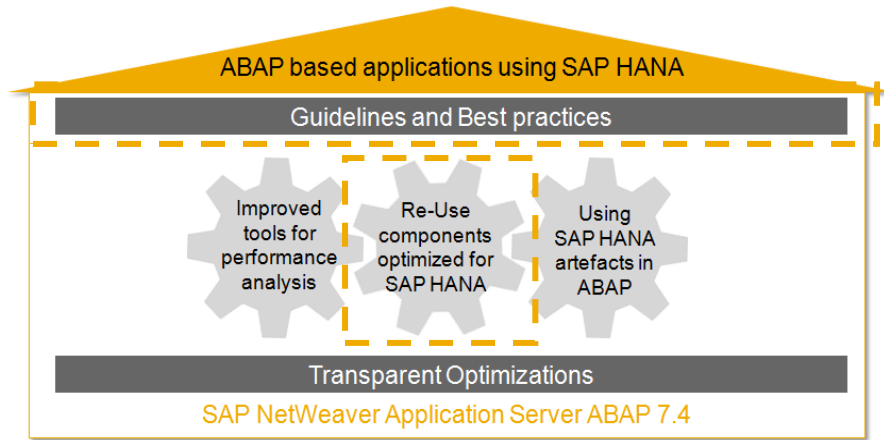 ABAP based applications using SAP HANA
Guidelines and Best practices
Improved
tools for
performance
analysis
Re-Use
components
optimized for
SAP HANA
Using
SAP HANA
artefacts in
ABAP
Transparent Optimizations
SAP NetWeaver Application Server ABAP 7.4